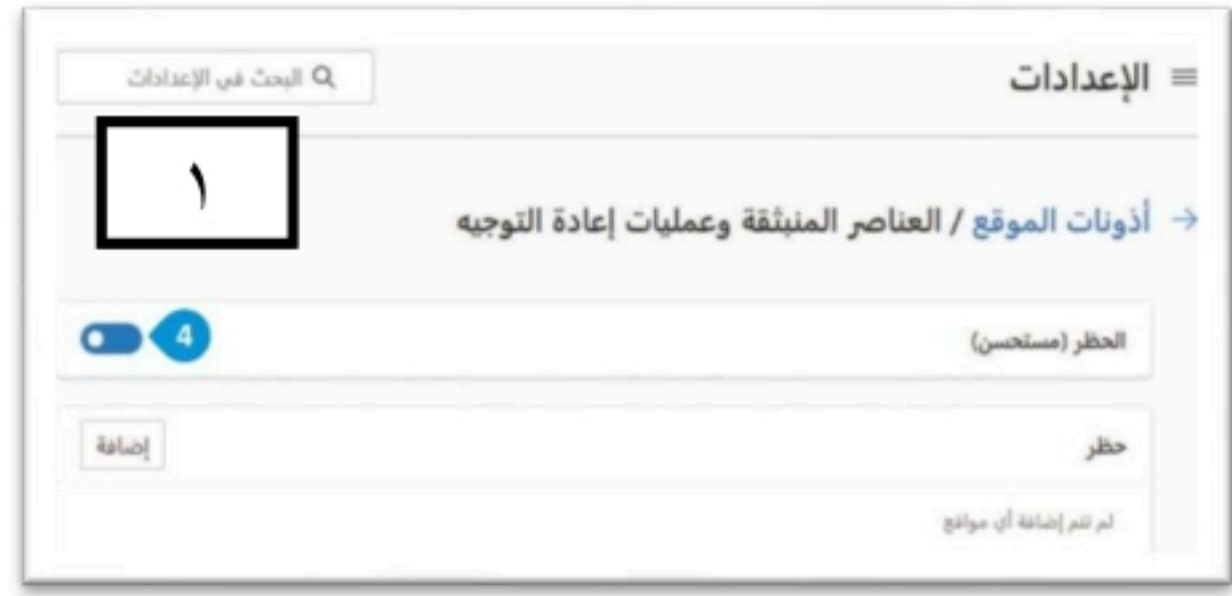 الإعدادات
البحث في الإعدادات
١
أذونات الموقع / العناصر المنبثقة وعمليات إعادة التوجيه
الحظر (مستحسن)
4
حظر
إضافة
لم تتم إضافة أي مواقع